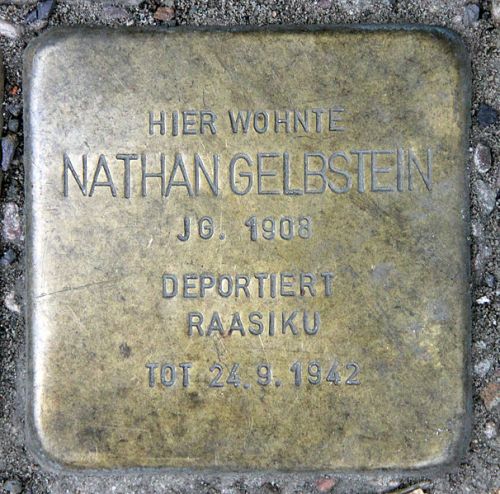 HIER WOHNTE
NATHAN GELBSTEIN
JG. 1908
DEPORTIERT
RAASIKU
TOT 24.9.1942